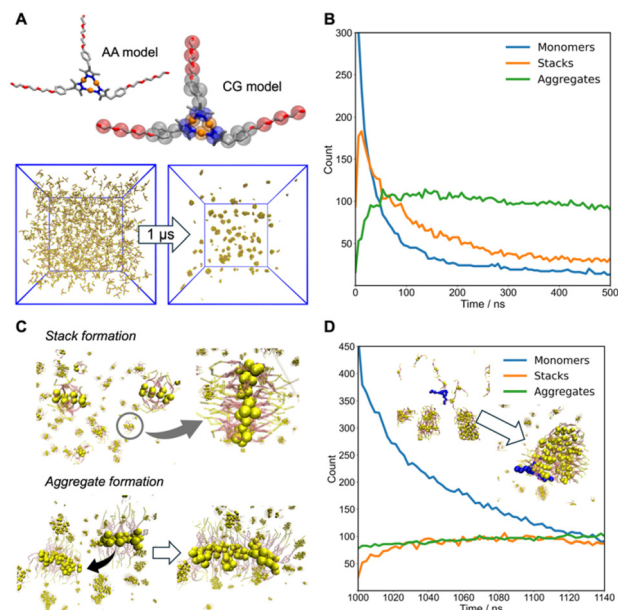 A
AA model
CG model
1 µs
B
Monomers
Stacks
Aggregates
Count
300
250
200
150
100
50
0
100
200
300
400
500
Time / ns
C
Stack formation
Aggregate formation
D
Monomers
Stacks
Aggregates
Count
450
400
350
300
250
200
150
100
50
1000
1020
1040
1060
1080
1100
1120
1140
Time / ns